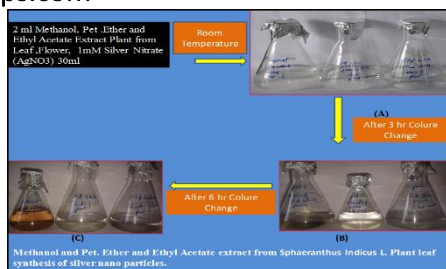 ps.com
2 ml Methanol, Pet .Ether and
Ethyl Acetate Extract Plant from
Leaf ,Flower, 1mM Silver Nitrate
(AgNO3) 30ml
Room
Temperature
(A)
After 3 hr Colure
Change
After 6 hr Colure
Change
(C)
(B)
Methanol and Pet. Ether and Ethyl Acetate extract from Sphaeranthus Indicus L. Plant leaf
synthesis of silver nano particles.